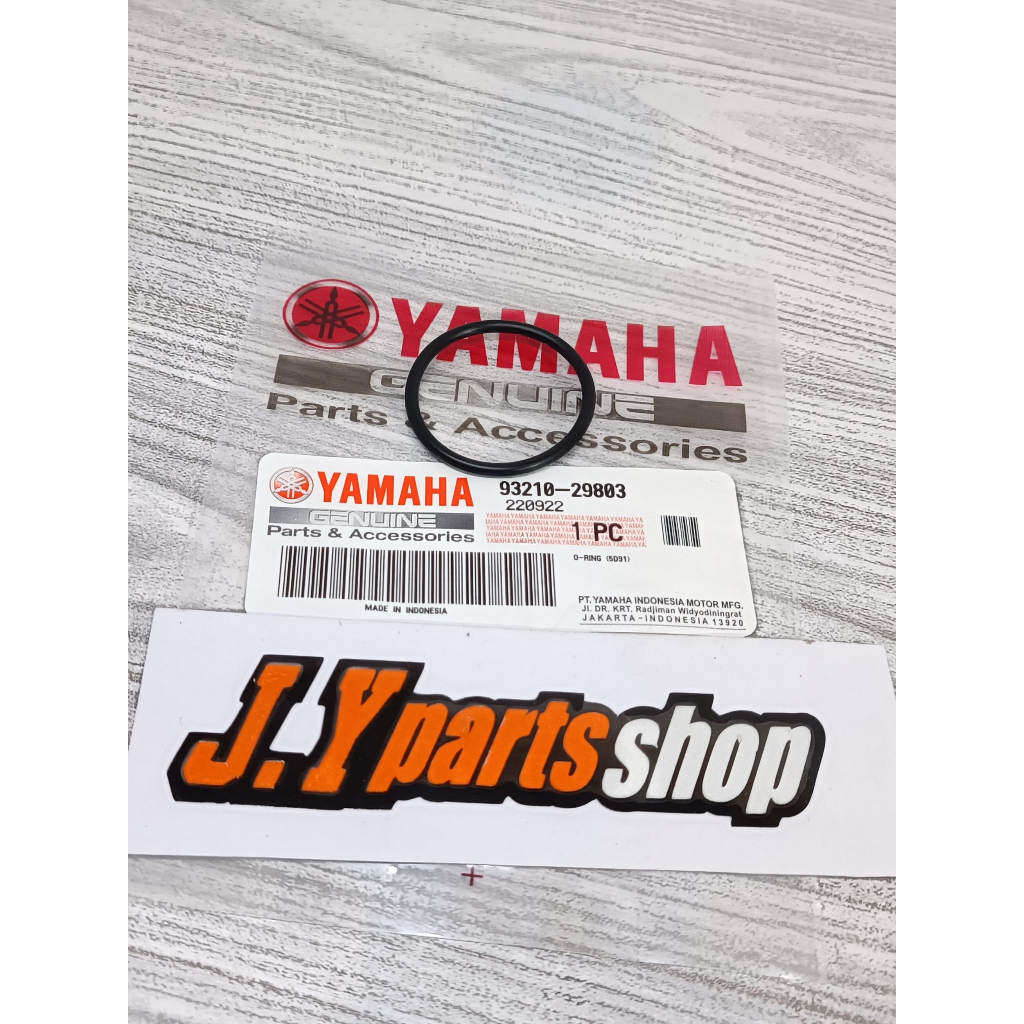 YAMAHA
GENUINE
Parts & Accessories
YAMAHA
GENUINE
Parts & Accessories
93210-29803
220922
1 PC
O-RING (5D91)
MADE IN INDONESIA
PT. YAMAHA INDONESIA MOTOR MFG.
Jl. DR. KRT. Radjiman Widyodiningrat
JAKARTA-INDONESIA 13920
J.Y parts shop